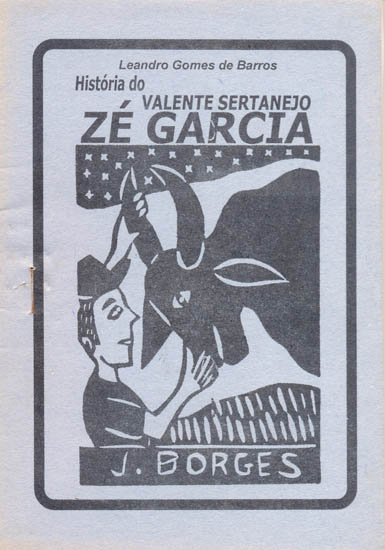 Leandro Gomes de Barros
História do
VALENTE SERTANEJO
ZÉ GARCIA
J. BORGES